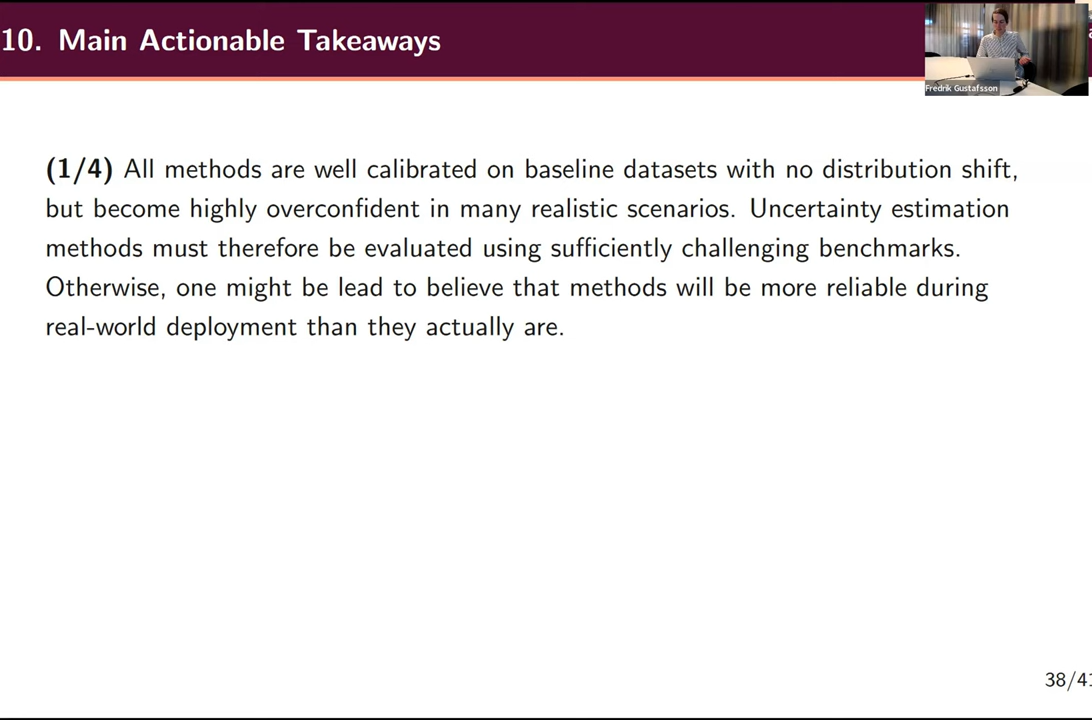 10. Main Actionable Takeaways
Fredrik Gustafsson
(1/4) All methods are well calibrated on baseline datasets with no distribution shift,
but become highly overconfident in many realistic scenarios. Uncertainty estimation
methods must therefore be evaluated using sufficiently challenging benchmarks.
Otherwise, one might be lead to believe that methods will be more reliable during
real-world deployment than they actually are.
38/41